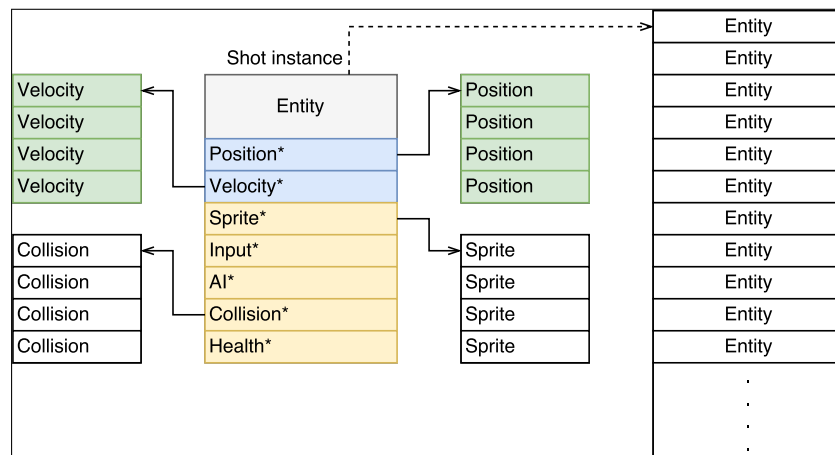 Shot instance
Velocity
Velocity
Velocity
Velocity
Collision
Collision
Collision
Collision
Entity
Position*
Velocity*
Sprite*
Input*
AI*
Collision*
Health*
Position
Position
Position
Position
Sprite
Sprite
Sprite
Sprite
Entity
Entity
Entity
Entity
Entity
Entity
Entity
Entity
Entity
Entity
Entity
.
.
.
.